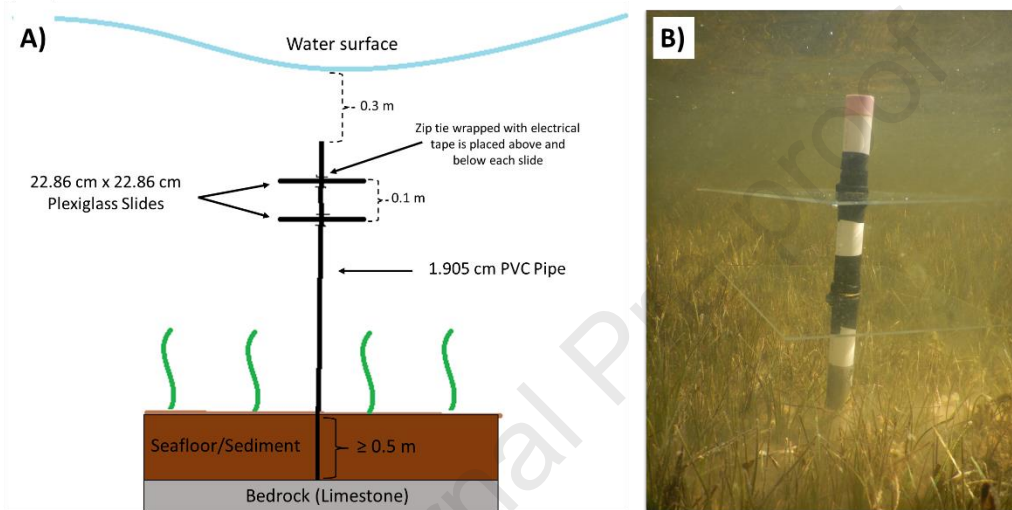 A)
Water surface
0.3 m
Zip tie wrapped with electrical
tape is placed above and
below each slide
22.86 cm x 22.86 cm
Plexiglass Slides
0.1 m
1.905 cm PVC Pipe
Seafloor/Sediment
≥ 0.5 m
Bedrock (Limestone)
B)